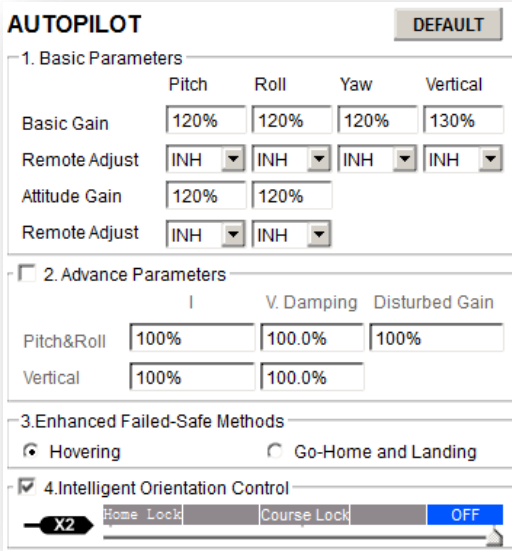 AUTOPILOT DEFAULT
1. Basic Parameters
Pitch Roll Yaw Vertical
Basic Gain 120% 120% 120% 130%
Remote Adjust INH INH INH INH
Attitude Gain 120% 120%
Remote Adjust INH INH
2. Advance Parameters
I V. Damping Disturbed Gain
Pitch&Roll 100% 100.0% 100%
Vertical 100% 100.0%
3.Enhanced Failed-Safe Methods
Hovering Go-Home and Landing
4.Intelligent Orientation Control
X2 Home Lock Course Lock OFF